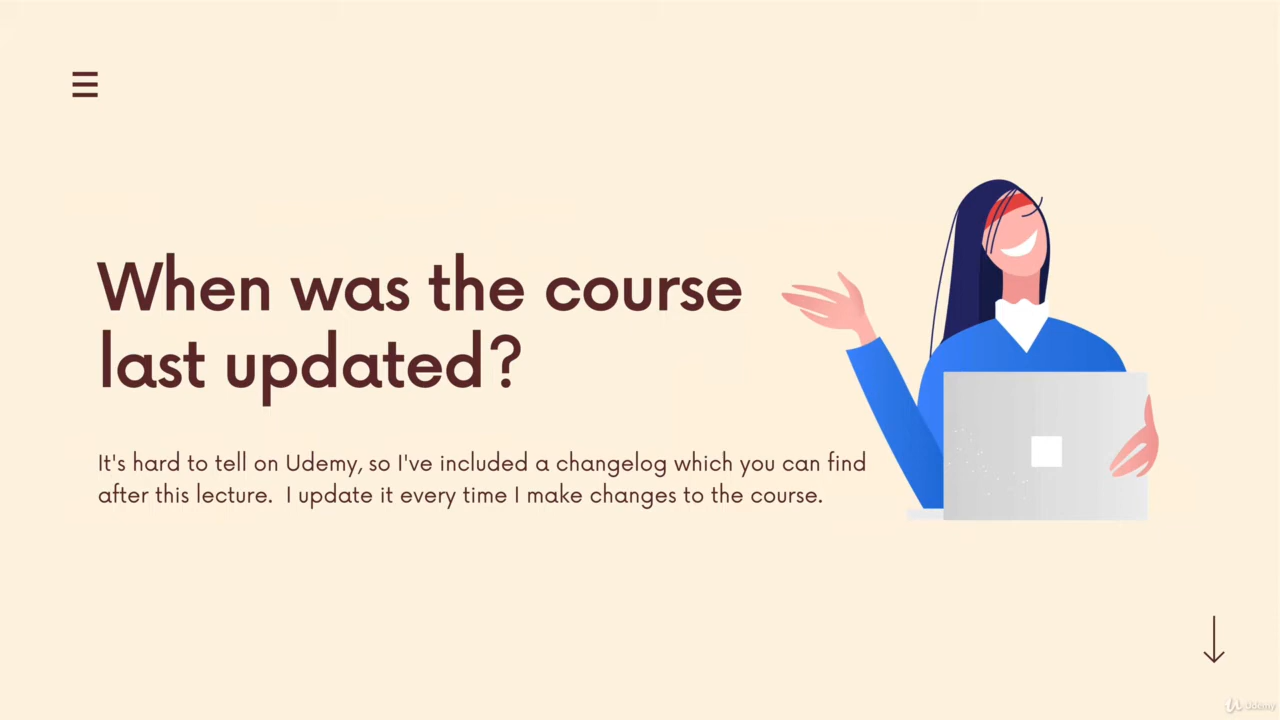 When was the course
last updated?
It's hard to tell on Udemy, so I've included a changelog which you can find
after this lecture.  I update it every time I make changes to the course.
Udemy